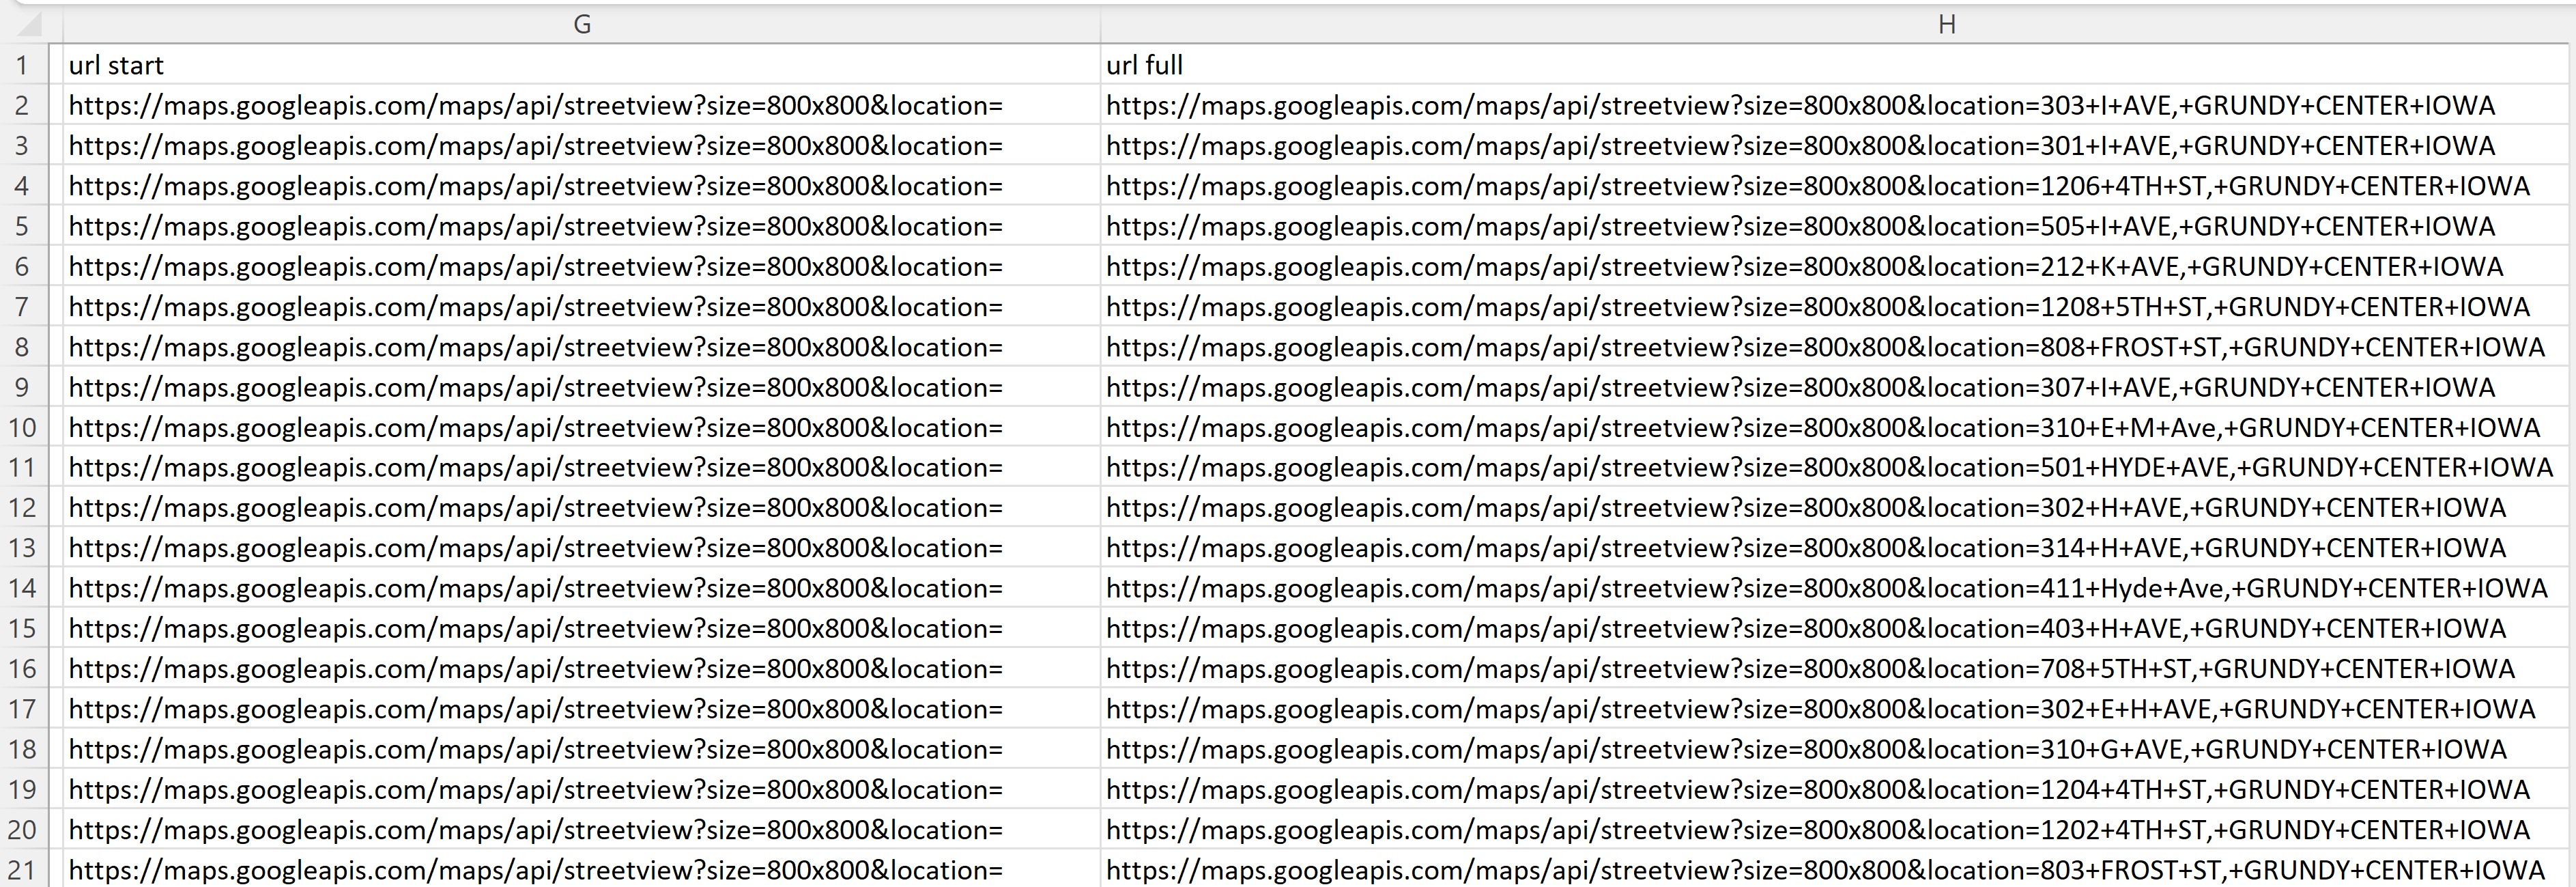 G H
1 url start url full
2 https://maps.googleapis.com/maps/api/streetview?size=800x800&location= https://maps.googleapis.com/maps/api/streetview?size=800x800&location=303+I+AVE,+GRUNDY+CENTER+IOWA
3 https://maps.googleapis.com/maps/api/streetview?size=800x800&location= https://maps.googleapis.com/maps/api/streetview?size=800x800&location=301+I+AVE,+GRUNDY+CENTER+IOWA
4 https://maps.googleapis.com/maps/api/streetview?size=800x800&location= https://maps.googleapis.com/maps/api/streetview?size=800x800&location=1206+4TH+ST,+GRUNDY+CENTER+IOWA
5 https://maps.googleapis.com/maps/api/streetview?size=800x800&location= https://maps.googleapis.com/maps/api/streetview?size=800x800&location=505+I+AVE,+GRUNDY+CENTER+IOWA
6 https://maps.googleapis.com/maps/api/streetview?size=800x800&location= https://maps.googleapis.com/maps/api/streetview?size=800x800&location=212+K+AVE,+GRUNDY+CENTER+IOWA
7 https://maps.googleapis.com/maps/api/streetview?size=800x800&location= https://maps.googleapis.com/maps/api/streetview?size=800x800&location=1208+5TH+ST,+GRUNDY+CENTER+IOWA
8 https://maps.googleapis.com/maps/api/streetview?size=800x800&location= https://maps.googleapis.com/maps/api/streetview?size=800x800&location=808+FROST+ST,+GRUNDY+CENTER+IOWA
9 https://maps.googleapis.com/maps/api/streetview?size=800x800&location= https://maps.googleapis.com/maps/api/streetview?size=800x800&location=307+I+AVE,+GRUNDY+CENTER+IOWA
10 https://maps.googleapis.com/maps/api/streetview?size=800x800&location= https://maps.googleapis.com/maps/api/streetview?size=800x800&location=310+E+M+Ave,+GRUNDY+CENTER+IOWA
11 https://maps.googleapis.com/maps/api/streetview?size=800x800&location= https://maps.googleapis.com/maps/api/streetview?size=800x800&location=501+HYDE+AVE,+GRUNDY+CENTER+IOWA
12 https://maps.googleapis.com/maps/api/streetview?size=800x800&location= https://maps.googleapis.com/maps/api/streetview?size=800x800&location=302+H+AVE,+GRUNDY+CENTER+IOWA
13 https://maps.googleapis.com/maps/api/streetview?size=800x800&location= https://maps.googleapis.com/maps/api/streetview?size=800x800&location=314+H+AVE,+GRUNDY+CENTER+IOWA
14 https://maps.googleapis.com/maps/api/streetview?size=800x800&location= https://maps.googleapis.com/maps/api/streetview?size=800x800&location=411+Hyde+Ave,+GRUNDY+CENTER+IOWA
15 https://maps.googleapis.com/maps/api/streetview?size=800x800&location= https://maps.googleapis.com/maps/api/streetview?size=800x800&location=403+H+AVE,+GRUNDY+CENTER+IOWA
16 https://maps.googleapis.com/maps/api/streetview?size=800x800&location= https://maps.googleapis.com/maps/api/streetview?size=800x800&location=708+5TH+ST,+GRUNDY+CENTER+IOWA
17 https://maps.googleapis.com/maps/api/streetview?size=800x800&location= https://maps.googleapis.com/maps/api/streetview?size=800x800&location=302+E+H+AVE,+GRUNDY+CENTER+IOWA
18 https://maps.googleapis.com/maps/api/streetview?size=800x800&location= https://maps.googleapis.com/maps/api/streetview?size=800x800&location=310+G+AVE,+GRUNDY+CENTER+IOWA
19 https://maps.googleapis.com/maps/api/streetview?size=800x800&location= https://maps.googleapis.com/maps/api/streetview?size=800x800&location=1204+4TH+ST,+GRUNDY+CENTER+IOWA
20 https://maps.googleapis.com/maps/api/streetview?size=800x800&location= https://maps.googleapis.com/maps/api/streetview?size=800x800&location=1202+4TH+ST,+GRUNDY+CENTER+IOWA
21 https://maps.googleapis.com/maps/api/streetview?size=800x800&location= https://maps.googleapis.com/maps/api/streetview?size=800x800&location=803+FROST+ST,+GRUNDY+CENTER+IOWA